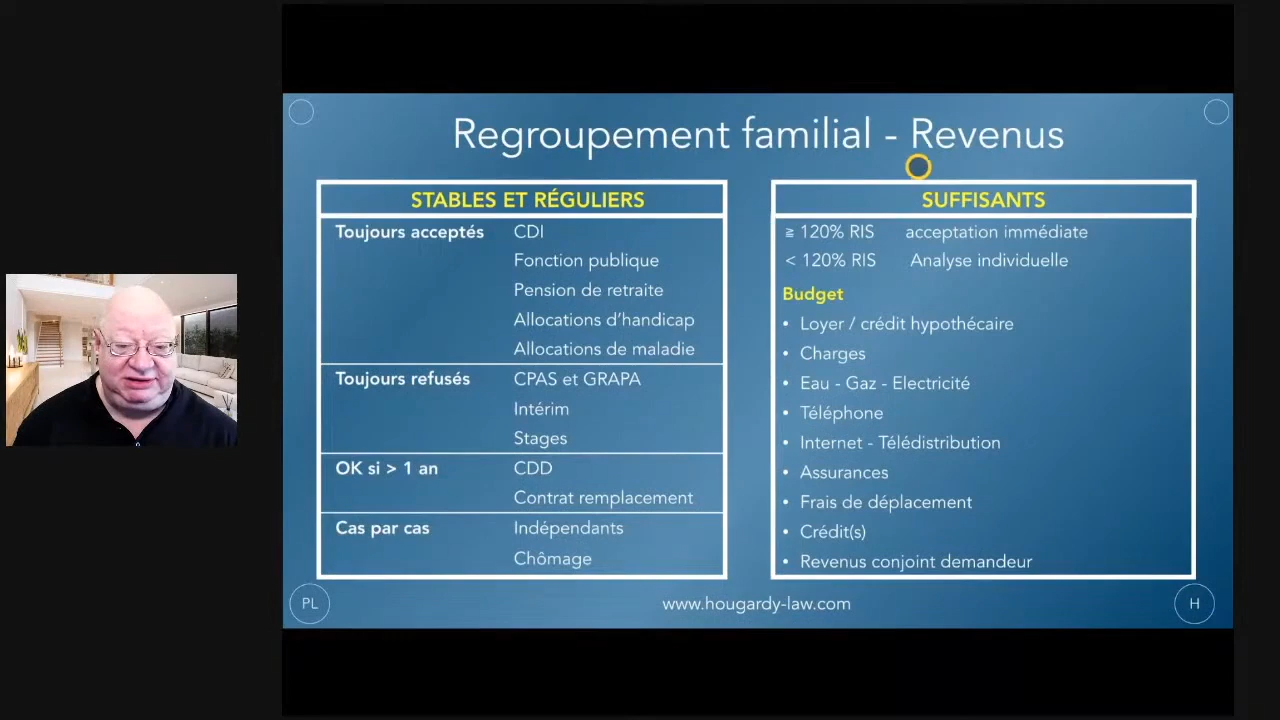 Regroupement familial - Revenus
STABLES ET RÉGULIERS
Toujours acceptés CDI
Fonction publique
Pension de retraite
Allocations d'handicap
Allocations de maladie
Toujours refusés CPAS et GRAPA
Intérim
Stages
OK si > 1 an CDD
Contrat remplacement
Cas par cas Indépendants
Chômage
SUFFISANTS
≧ 120% RIS acceptation immédiate
< 120% RIS Analyse individuelle
Budget
• Loyer / crédit hypothécaire
• Charges
• Eau - Gaz - Electricité
• Téléphone
• Internet - Télédistribution
• Assurances
• Frais de déplacement
• Crédit(s)
• Revenus conjoint demandeur
PL
www.hougardy-law.com
H